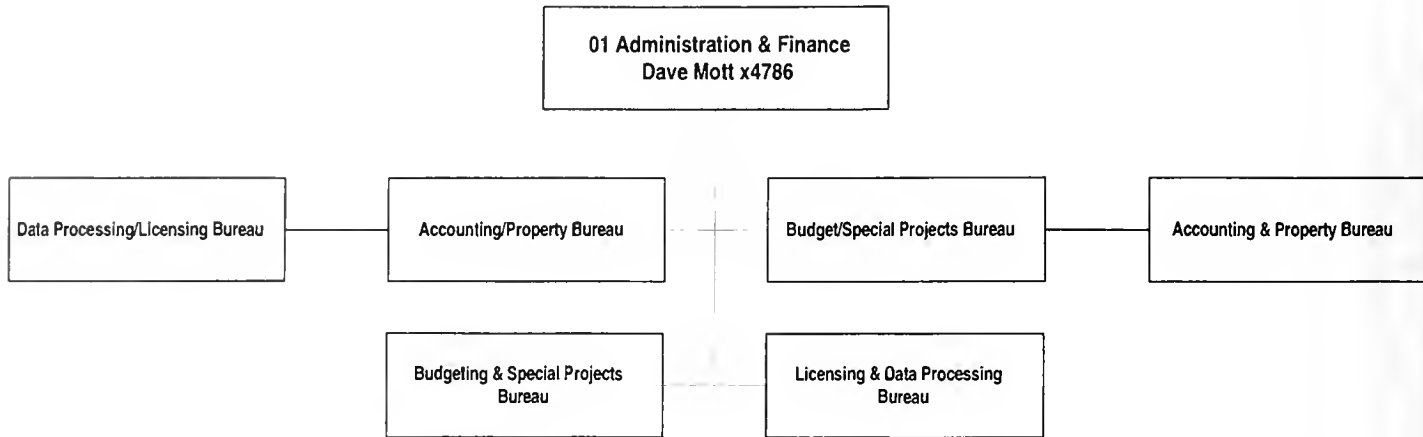 01 Administration & Finance
Dave Mott x4786
Data Processing/Licensing Bureau
Accounting/Property Bureau
Budget/Special Projects Bureau
Accounting & Property Bureau
Budgeting & Special Projects
Bureau
Licensing & Data Processing
Bureau